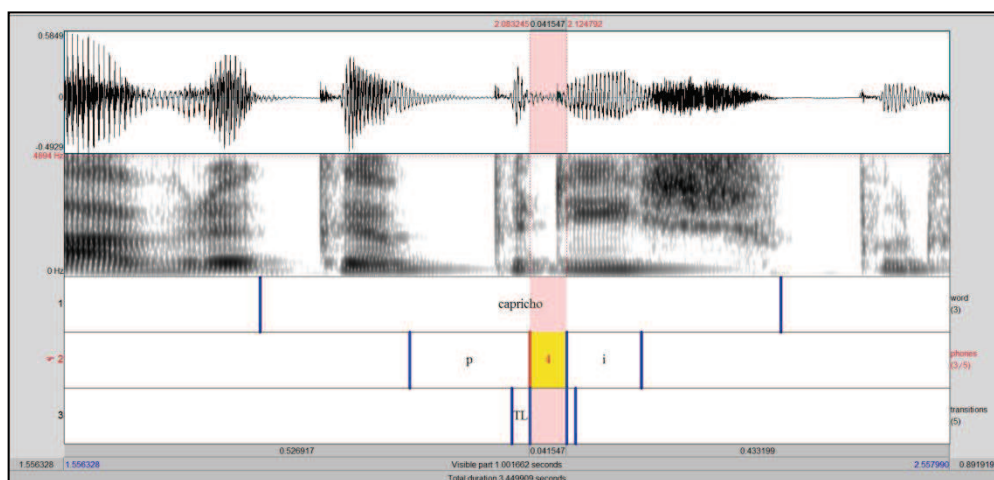 2.083245 0.041547 2.124792
0.5649
0
-0.4929
4894 Hz
0 Hz
1 capricho word (3)
2 p 4 i phones (3/5)
3 TL transitions (5)
0.526917 0.041547 0.433199
1.556328 1.556328 Visible part 1.001662 seconds 2.557990 0.891919
Total duration 3.449909 seconds